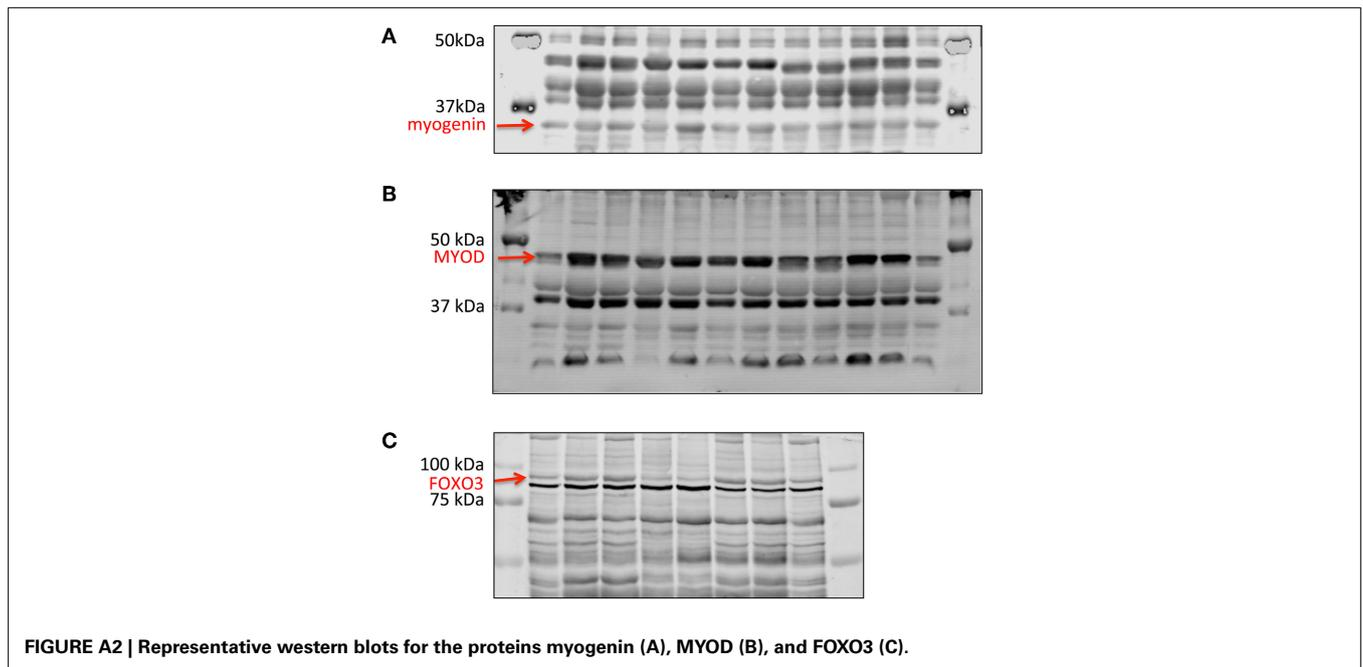 A
50kDa
37kDa
myogenin
B
50 kDa
MYOD
37 kDa
C
100 kDa
FOXO3
75 kDa
FIGURE A2 | Representative western blots for the proteins myogenin (A), MYOD (B), and FOXO3 (C).